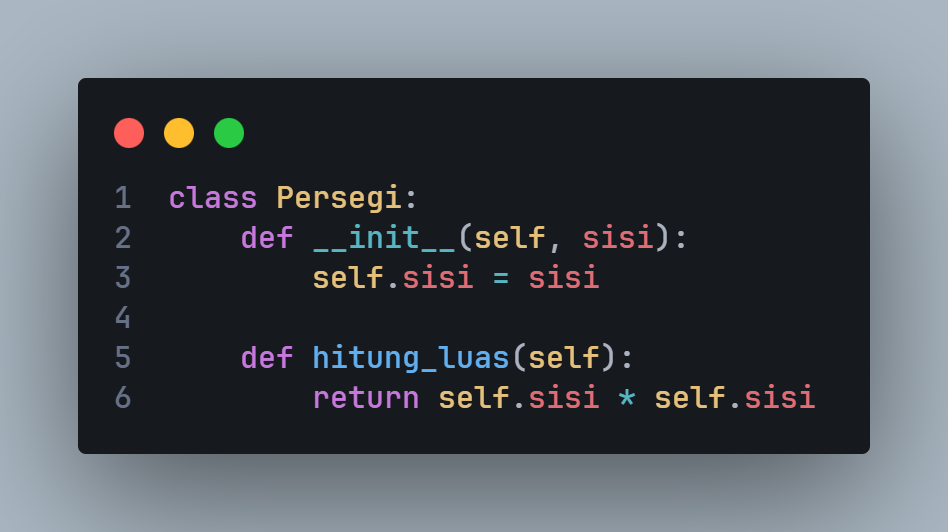 1 class Persegi:
2     def __init__(self, sisi):
3         self.sisi = sisi
4
5     def hitung_luas(self):
6         return self.sisi * self.sisi